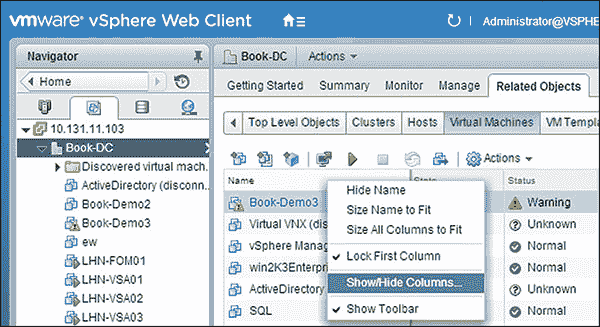 vmware® vSphere Web Client
Administrator@VSPHE
Navigator
Home
10.131.11.103
Book-DC
Discovered virtual mach...
ActiveDirectory (disconn...
Book-Demo2
Book-Demo3
ew
LHN-FOM01
LHN-VSA01
LHN-VSA02
LHN-VSA03
Book-DC Actions
Getting Started Summary Monitor Manage Related Objects
Top Level Objects Clusters Hosts Virtual Machines VM Templa
Actions
Name State Status
Book-Demo3 Warning
Virtual VNX (dis Unknown
vSphere Manag Normal
win2K3Enterpri Normal
ActiveDirectory Unknown
SQL Normal
Hide Name
Size Name to Fit
Size All Columns to Fit
Lock First Column
Show/Hide Columns...
Show Toolbar